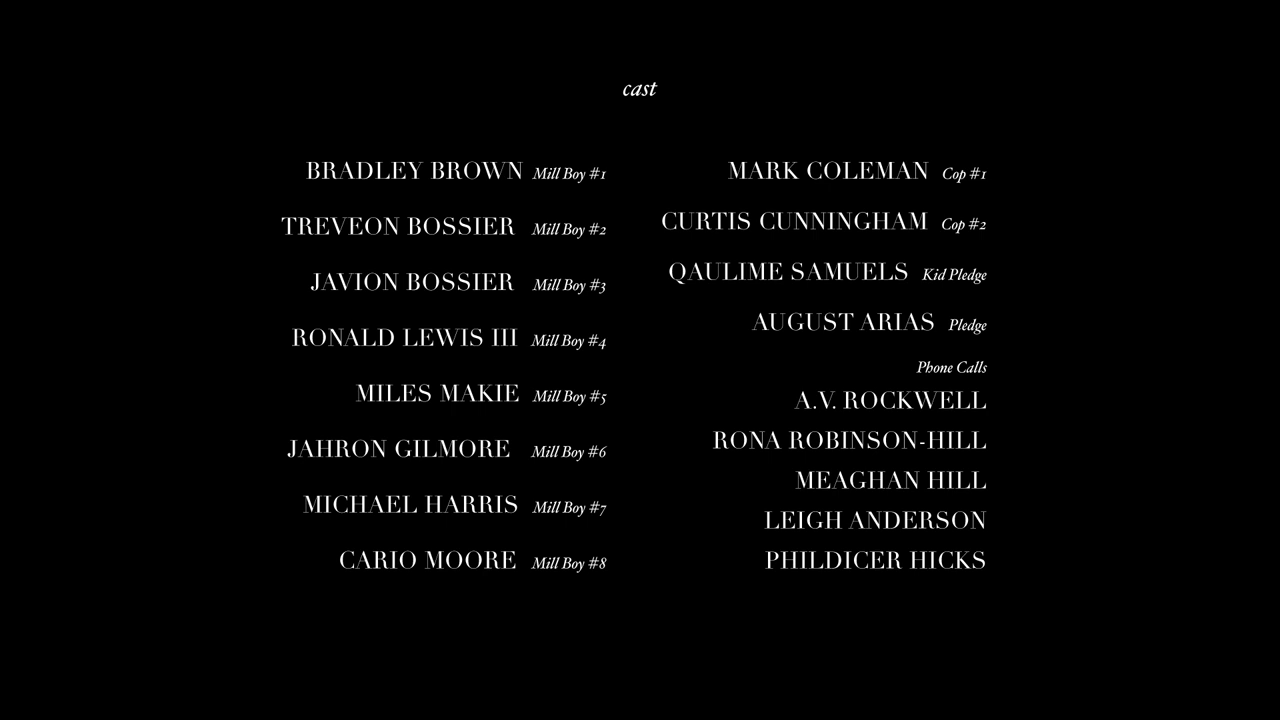 cast
BRADLEY BROWN Mill Boy #1
TREVEON BOSSIER Mill Boy #2
JAVION BOSSIER Mill Boy #3
RONALD LEWIS III Mill Boy #4
MILES MAKIE Mill Boy #5
JAHRON GILMORE Mill Boy #6
MICHAEL HARRIS Mill Boy #7
CARIO MOORE Mill Boy #8
MARK COLEMAN Cop #1
CURTIS CUNNINGHAM Cop #2
QAULIME SAMUELS Kid Pledge
AUGUST ARIAS Pledge
Phone Calls
A.V. ROCKWELL
RONA ROBINSON-HILL
MEAGHAN HILL
LEIGH ANDERSON
PHILDICER HICKS